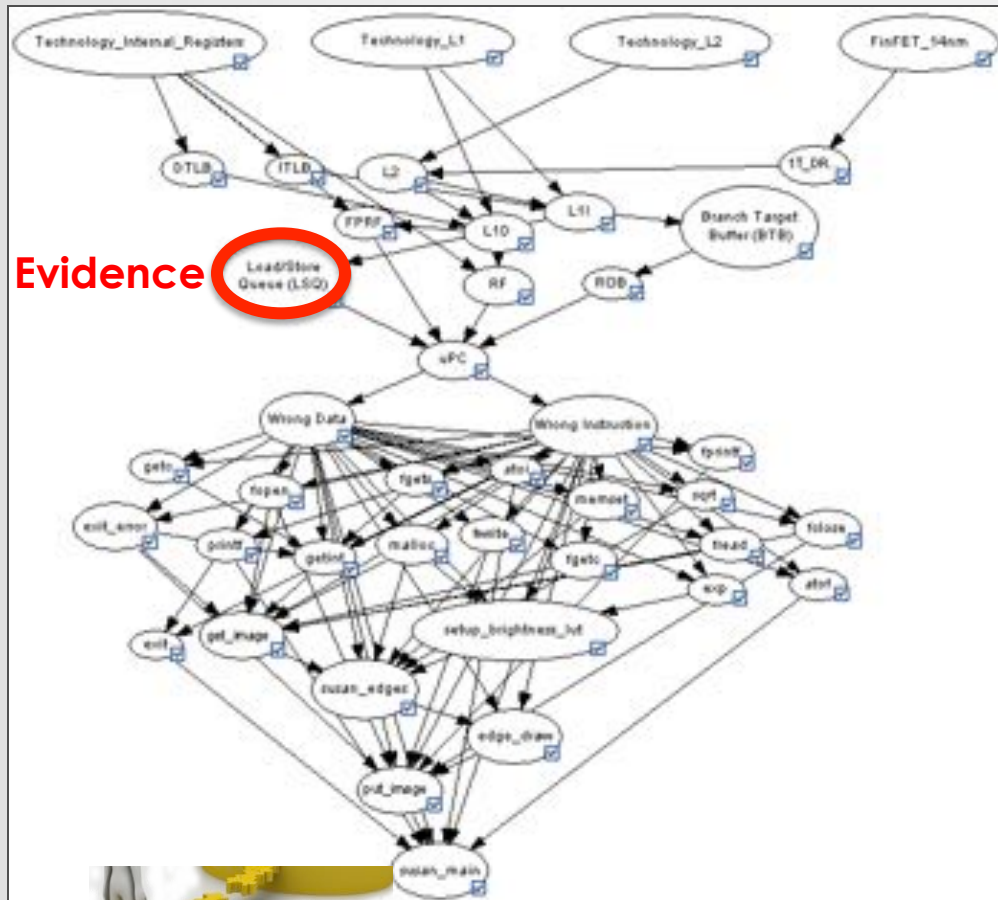 Technology_Internal_Registers
Technology_L1
Technology_L2
FinFET_14nm
DTLB
ITLB
L2
1T_DR
FPRF
L1D
L1I
Branch Target
Buffer (BTB)
Evidence
Load/Store
Queue (LSQ)
RF
ROB
uPC
Wrong Data
Wrong Instruction
fprintf
getc
fgets
atoi
fopen
memset
sqrt
exit_error
fwrite
fclose
printf
getint
malloc
fgetc
fread
exp
atof
exit
get_image
setup_brightness_lut
susan_edges
edge_draw
put_image
susan_main